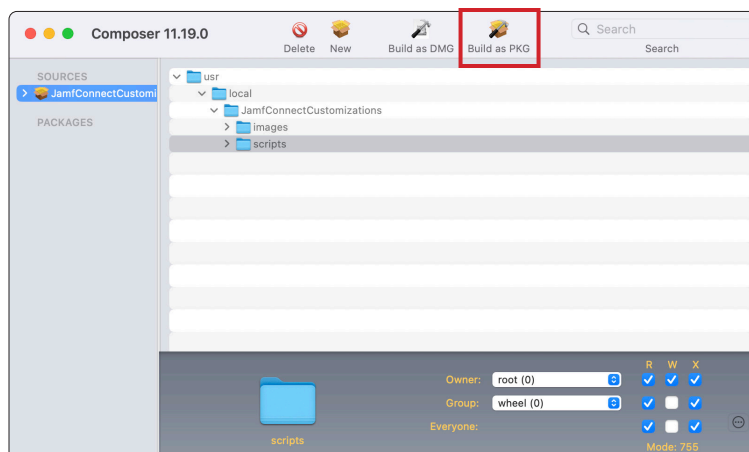 Composer 11.19.0
Delete
New
Build as DMG
Build as PKG
Search
Search
SOURCES
JamfConnectCustomi
PACKAGES
usr
local
JamfConnectCustomizations
images
scripts
scripts
R W X
Owner: root (0)
Group: wheel (0)
Everyone:
Mode: 755